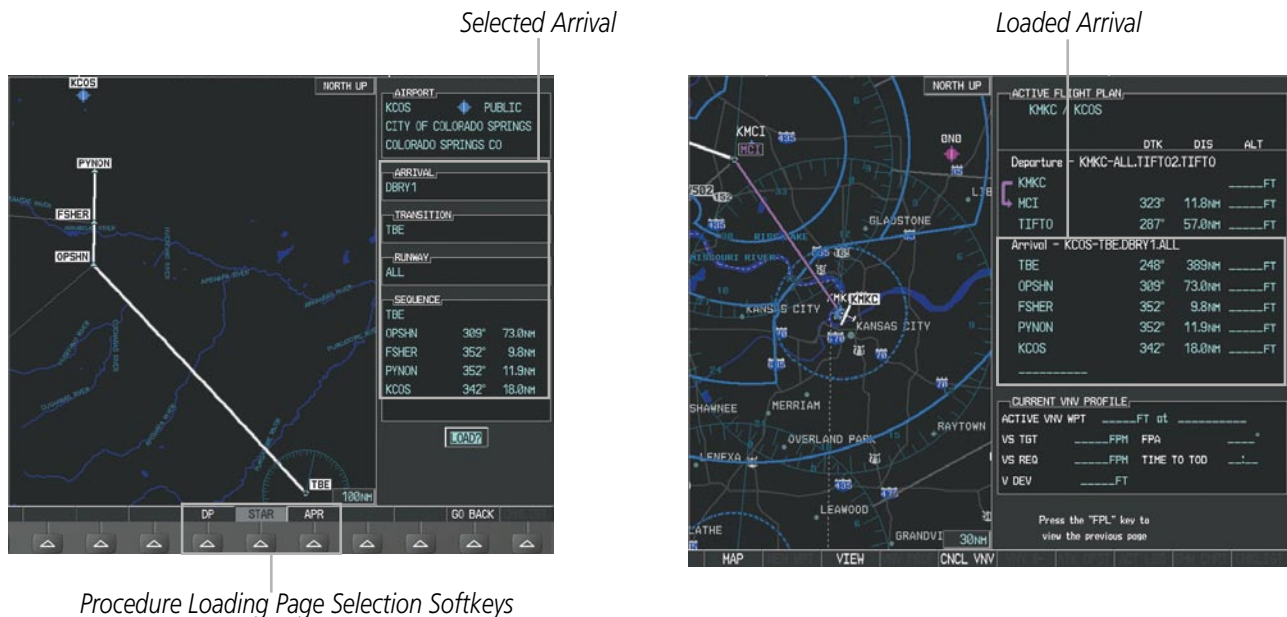 Selected Arrival
Loaded Arrival
KCOS
NORTH UP
PYNON
FSHER
OPSHN
TBE
100NM
AIRPORT
KCOS PUBLIC
CITY OF COLORADO SPRINGS
COLORADO SPRINGS CO
ARRIVAL
DBRY1
TRANSITION
TBE
RUNWAY
ALL
SEQUENCE
TBE
OPSHN 309° 73.0NM
FSHER 352° 9.8NM
PYNON 352° 11.9NM
KCOS 342° 18.0NM
LOAD?
DP STAR APR GO BACK
Procedure Loading Page Selection Softkeys
NORTH UP
KMCI
MCI
GLADSTONE
MISSOURI RIVER
KMKC
KANSAS CITY
KANSAS CITY
SHAWNEE
MERRIAM
RAYTOWN
OVERLAND PARK
LENEXA
LEAWOOD
GRANDVI
30NM
ACTIVE FLIGHT PLAN
KMKC / KCOS
DTK DIS ALT
Departure - KMKC-ALL.TIFTO2.TIFTO
KMKC _____FT
MCI 323° 11.8NM _____FT
TIFTO 287° 57.0NM _____FT
Arrival - KCOS-TBE.DBRY1.ALL
TBE 248° 389NM _____FT
OPSHN 309° 73.0NM _____FT
FSHER 352° 9.8NM _____FT
PYNON 352° 11.9NM _____FT
KCOS 342° 18.0NM _____FT
__________
CURRENT VNV PROFILE
ACTIVE VNV WPT _____FT at __________
VS TGT _____FPM FPA ____°
VS REQ _____FPM TIME TO TOD __:__
V DEV _____FT
Press the "FPL" key to
view the previous page
MAP VIEW CNCL VNV